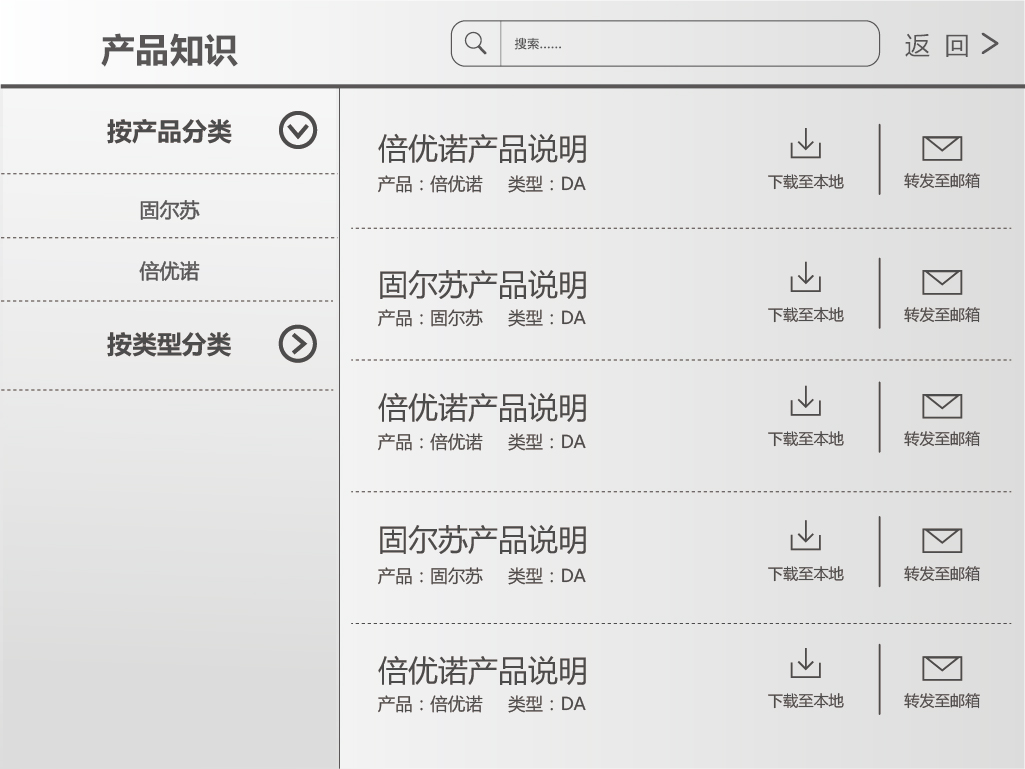 产品知识
搜索......
返 回
按产品分类
固尔苏
倍优诺
按类型分类
倍优诺产品说明
产品：倍优诺 类型：DA
下载至本地
转发至邮箱
固尔苏产品说明
产品：固尔苏 类型：DA
下载至本地
转发至邮箱
倍优诺产品说明
产品：倍优诺 类型：DA
下载至本地
转发至邮箱
固尔苏产品说明
产品：固尔苏 类型：DA
下载至本地
转发至邮箱
倍优诺产品说明
产品：倍优诺 类型：DA
下载至本地
转发至邮箱